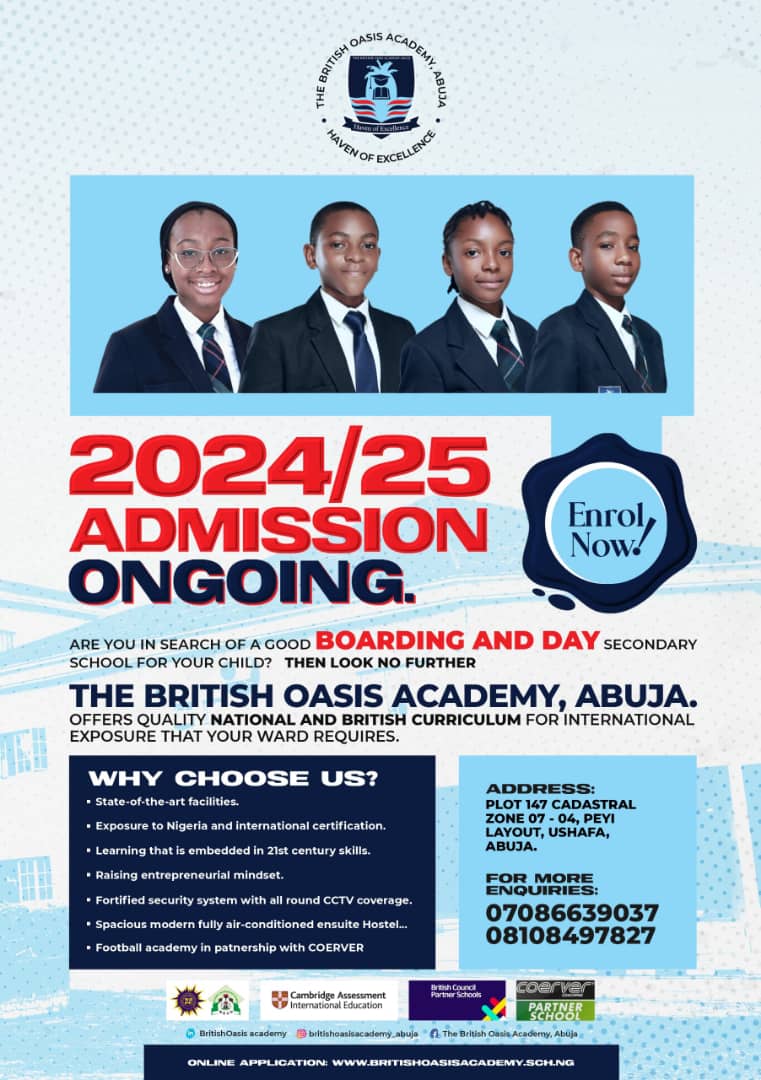 THE BRITISH OASIS ACADEMY, ABUJA
Haven of Excellence
HAVEN OF EXCELLENCE
2024/25
ADMISSION
ONGOING.
Enrol
Now!
ARE YOU IN SEARCH OF A GOOD BOARDING AND DAY SECONDARY
SCHOOL FOR YOUR CHILD? THEN LOOK NO FURTHER
THE BRITISH OASIS ACADEMY, ABUJA.
OFFERS QUALITY NATIONAL AND BRITISH CURRICULUM FOR INTERNATIONAL
EXPOSURE THAT YOUR WARD REQUIRES.
WHY CHOOSE US?
▪ State-of-the-art facilities.
▪ Exposure to Nigeria and international certification.
▪ Learning that is embedded in 21st century skills.
▪ Raising entrepreneurial mindset.
▪ Fortified security system with all round CCTV coverage.
▪ Spacious modern fully air-conditioned ensuite Hostel...
▪ Football academy in patnership with COERVER
ADDRESS:
PLOT 147 CADASTRAL
ZONE 07 - 04, PEYI
LAYOUT, USHAFA,
ABUJA.
FOR MORE
ENQUIRIES:
07086639037
08108497827
Cambridge Assessment
International Education
British Council
Partner Schools
coerver
PARTNER
SCHOOL
BritishOasis academy britishoasisacademy_abuja The British Oasis Academy, Abuja
ONLINE APPLICATION: WWW.BRITISHOASISACADEMY.SCH.NG